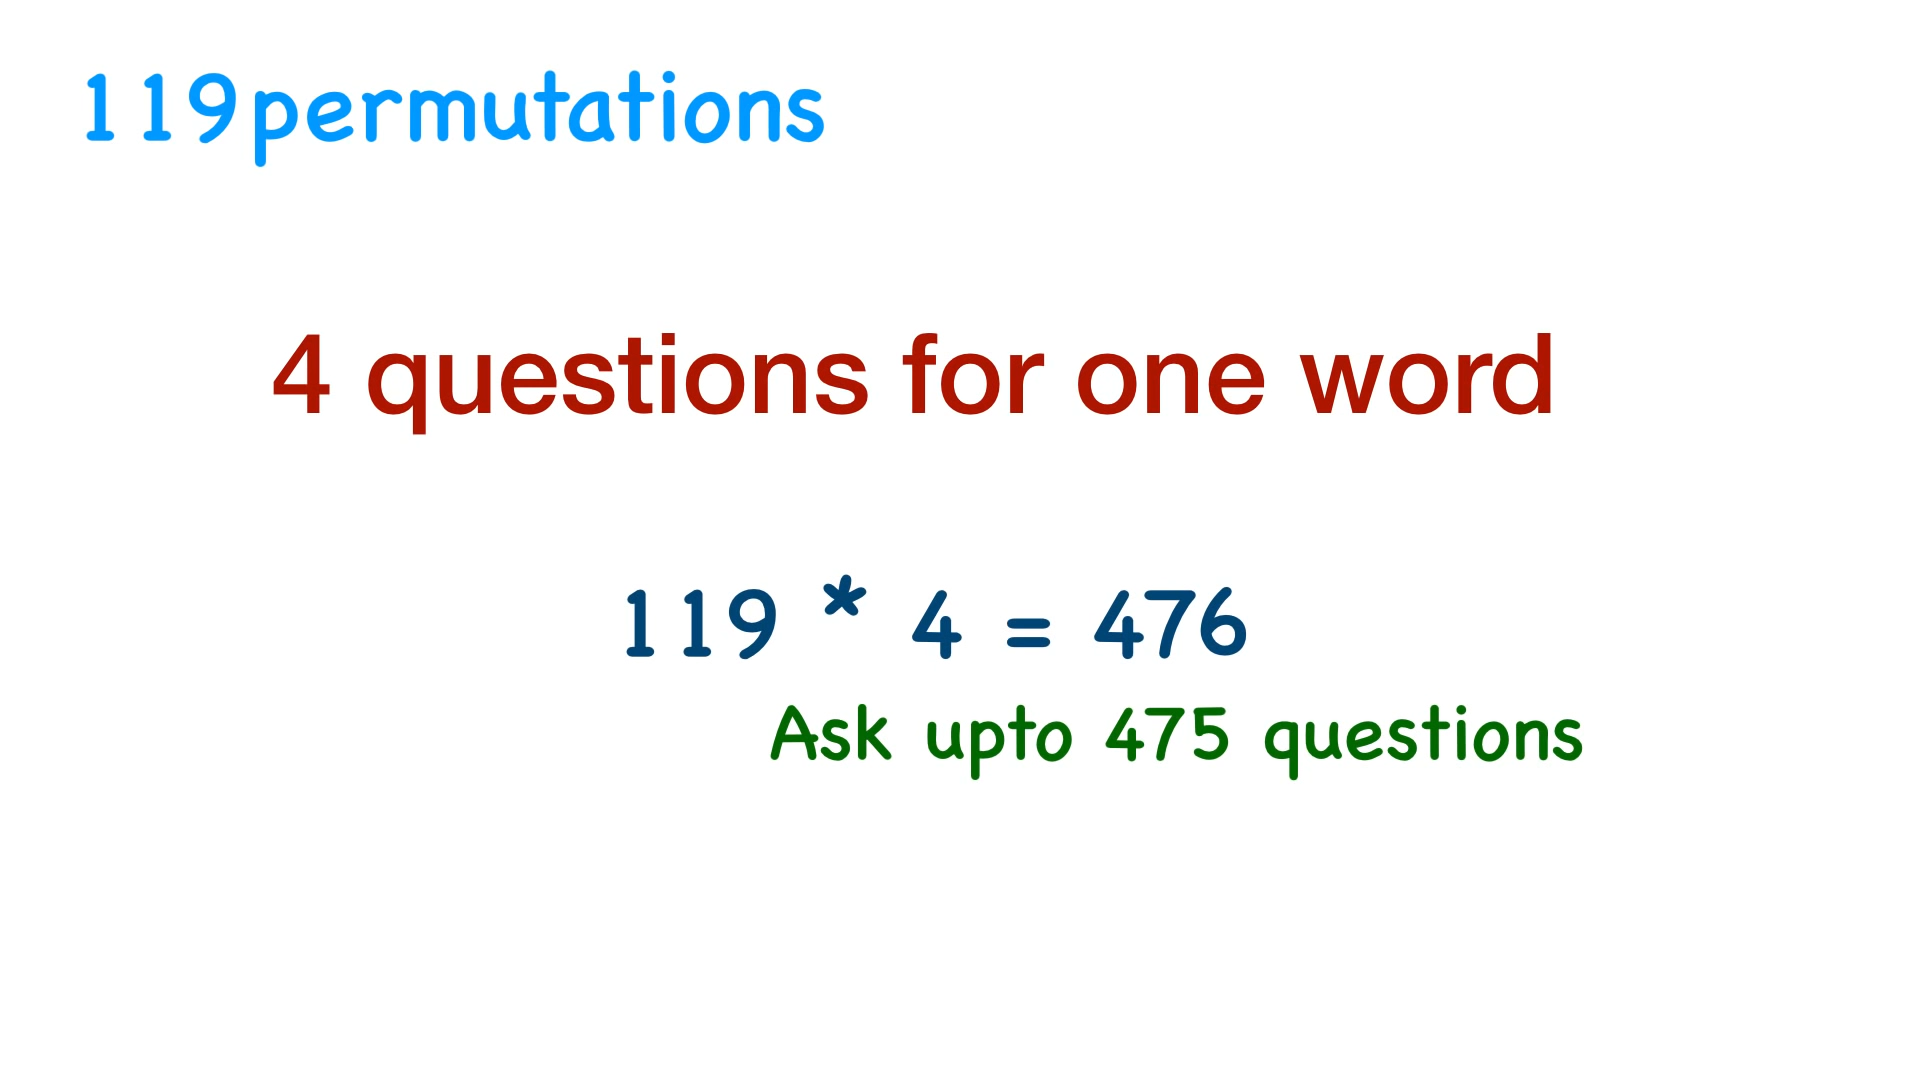 119permutations
4 questions for one word
119 * 4 = 476
Ask upto 475 questions